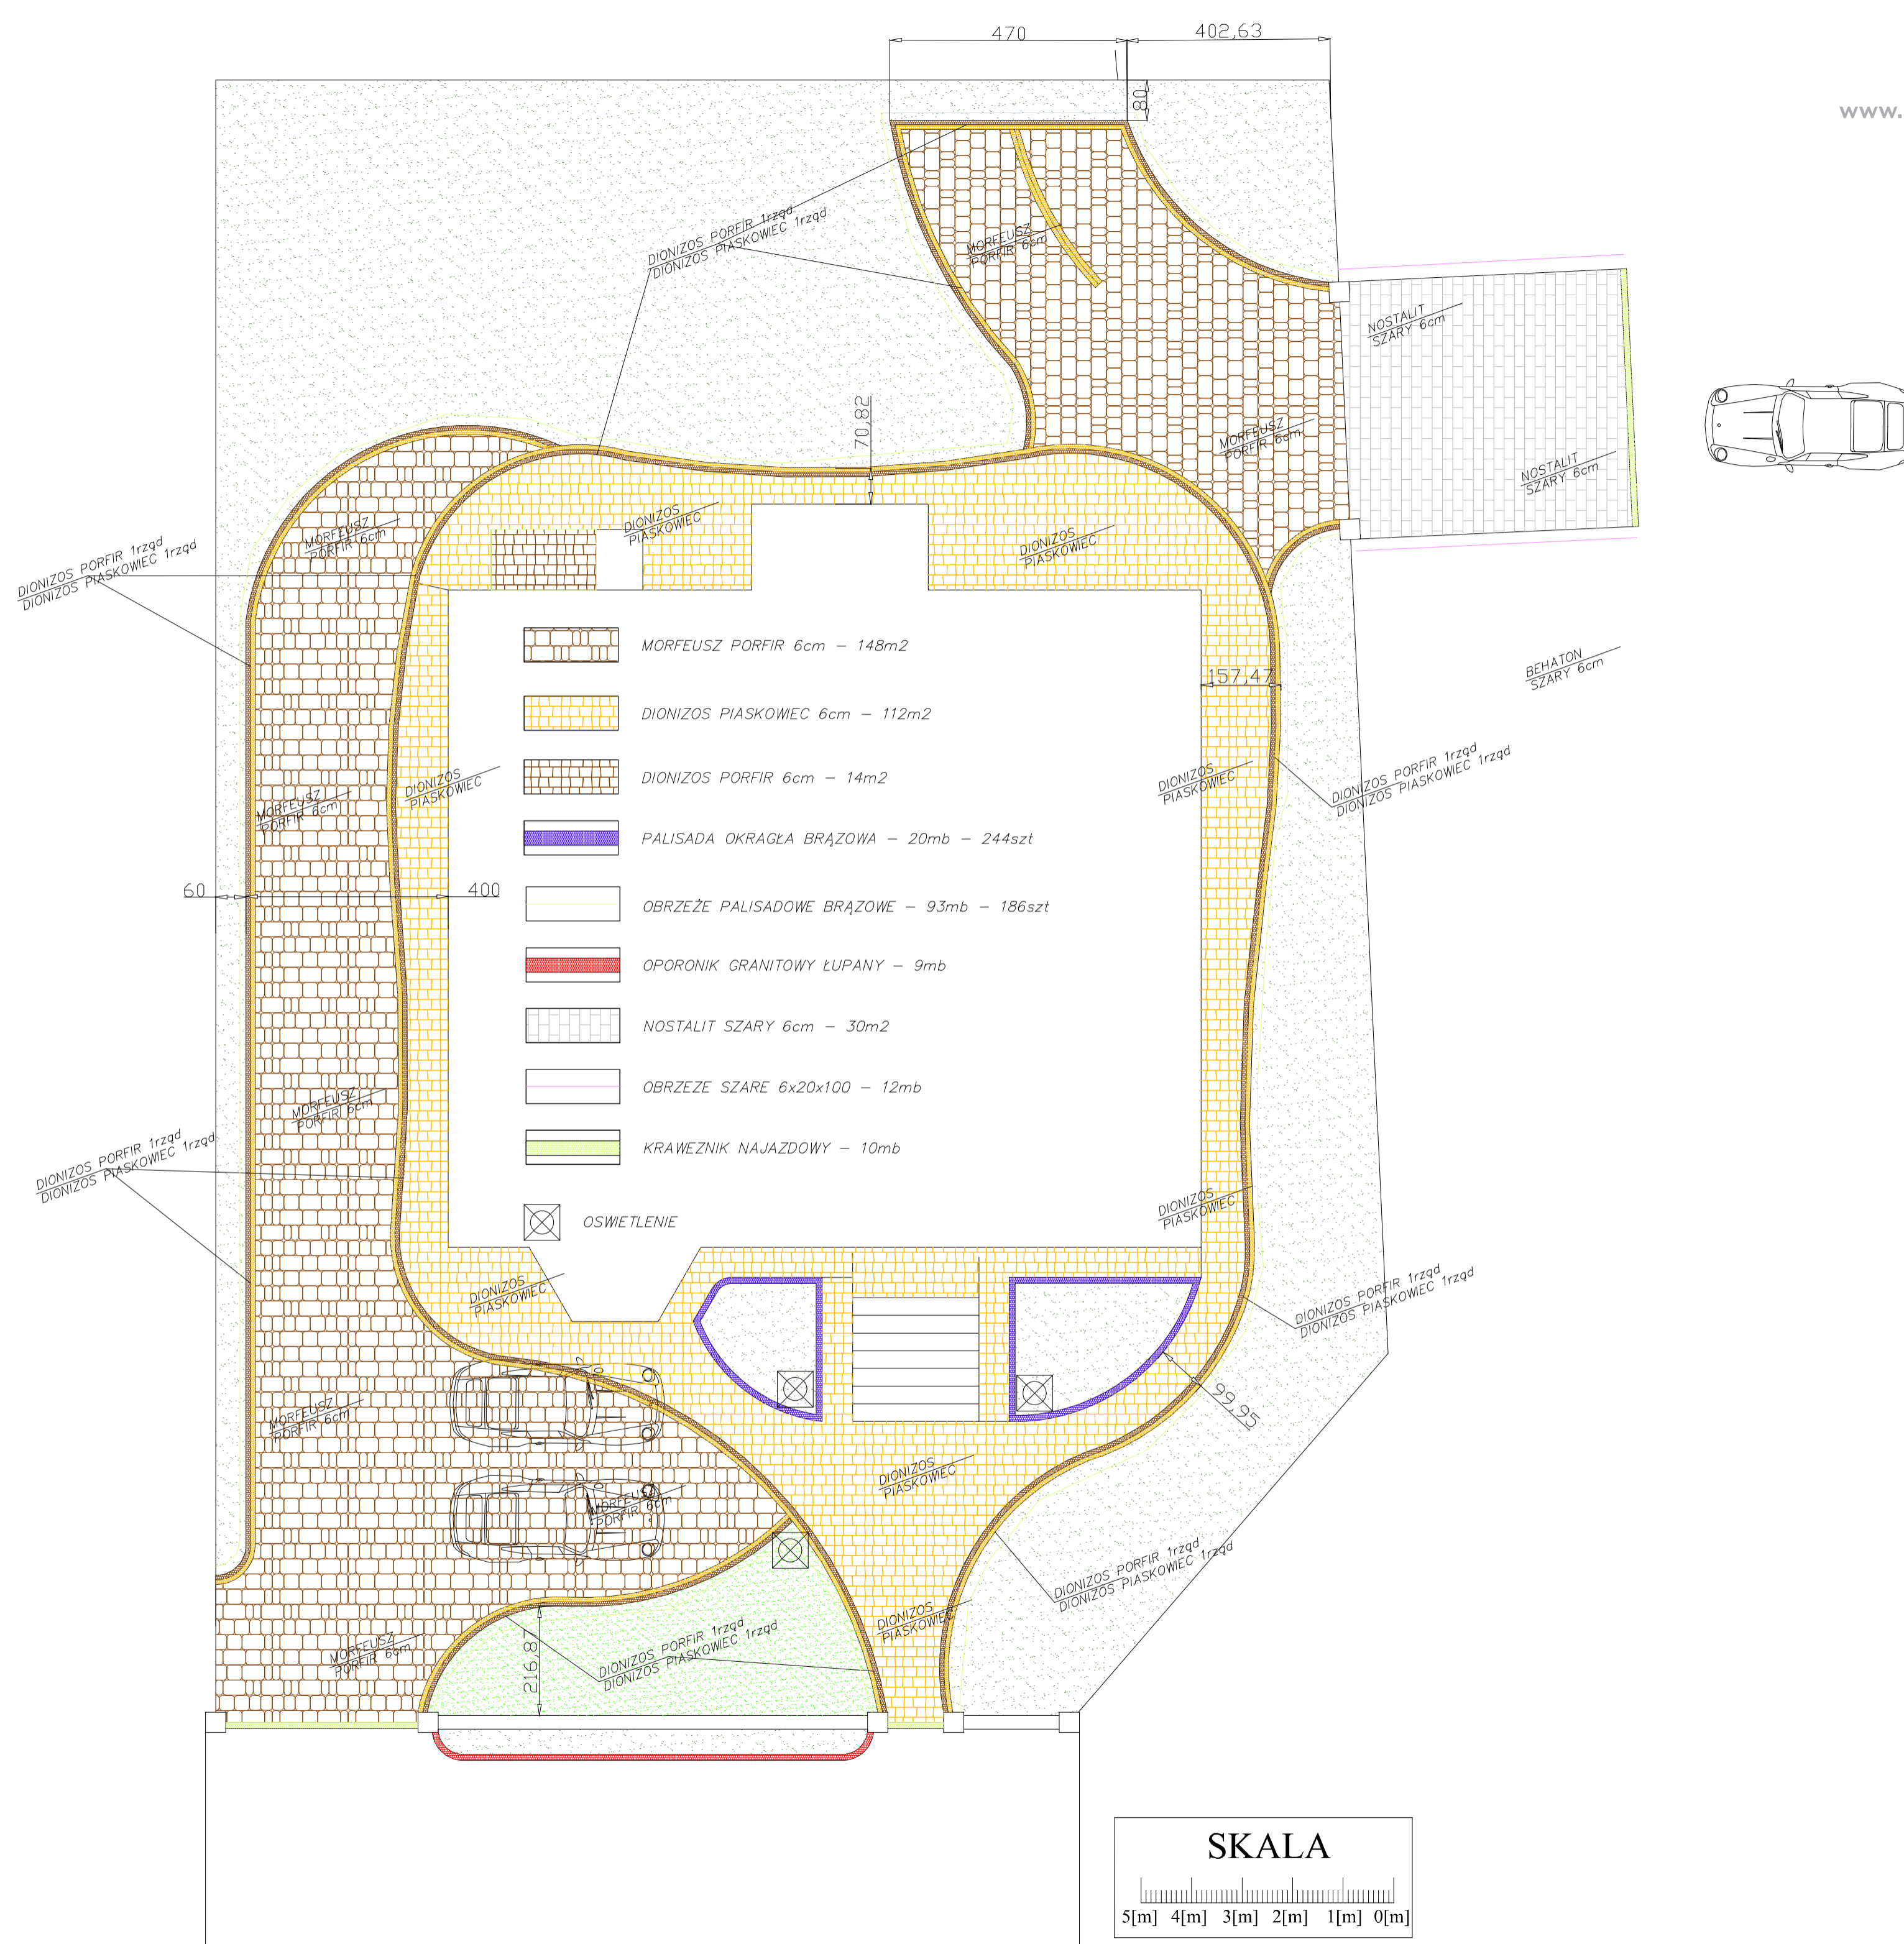 470
402,63
80
www.
DIONIZOS PORFIR 1rząd
DIONIZOS PIASKOWIEC 1rząd
MORFEUSZ
PORFIR 6cm
NOSTALIT
SZARY 6cm
70,82
MORFEUSZ
PORFIR 6cm
NOSTALIT
SZARY 6cm
MORFEUSZ
PORFIR 6cm
DIONIZOS
PIASKOWIEC
DIONIZOS
PIASKOWIEC
DIONIZOS PORFIR 1rząd
DIONIZOS PIASKOWIEC 1rząd
MORFEUSZ PORFIR 6cm – 148m2
BEHATON
SZARY 6cm
157,47
DIONIZOS PIASKOWIEC 6cm – 112m2
DIONIZOS PORFIR 6cm – 14m2
DIONIZOS
PIASKOWIEC
DIONIZOS
PIASKOWIEC
DIONIZOS PORFIR 1rząd
DIONIZOS PIASKOWIEC 1rząd
MORFEUSZ
PORFIR 6cm
PALISADA OKRAGŁA BRĄZOWA – 20mb – 244szt
60
400
OBRZEŻE PALISADOWE BRĄZOWE – 93mb – 186szt
OPORONIK GRANITOWY ŁUPANY – 9mb
NOSTALIT SZARY 6cm – 30m2
OBRZEZE SZARE 6x20x100 – 12mb
MORFEUSZ
PORFIR 6cm
KRAWEZNIK NAJAZDOWY – 10mb
DIONIZOS PORFIR 1rząd
DIONIZOS PIASKOWIEC 1rząd
DIONIZOS
PIASKOWIEC
OSWIETLENIE
DIONIZOS
PIASKOWIEC
DIONIZOS PORFIR 1rząd
DIONIZOS PIASKOWIEC 1rząd
MORFEUSZ
PORFIR 6cm
99,95
DIONIZOS
PIASKOWIEC
MORFEUSZ
PORFIR 6cm
DIONIZOS PORFIR 1rząd
DIONIZOS PIASKOWIEC 1rząd
DIONIZOS
PIASKOWIEC
MORFEUSZ
PORFIR 6cm
216,87
DIONIZOS PORFIR 1rząd
DIONIZOS PIASKOWIEC 1rząd
SKALA
5[m] 4[m] 3[m] 2[m] 1[m] 0[m]